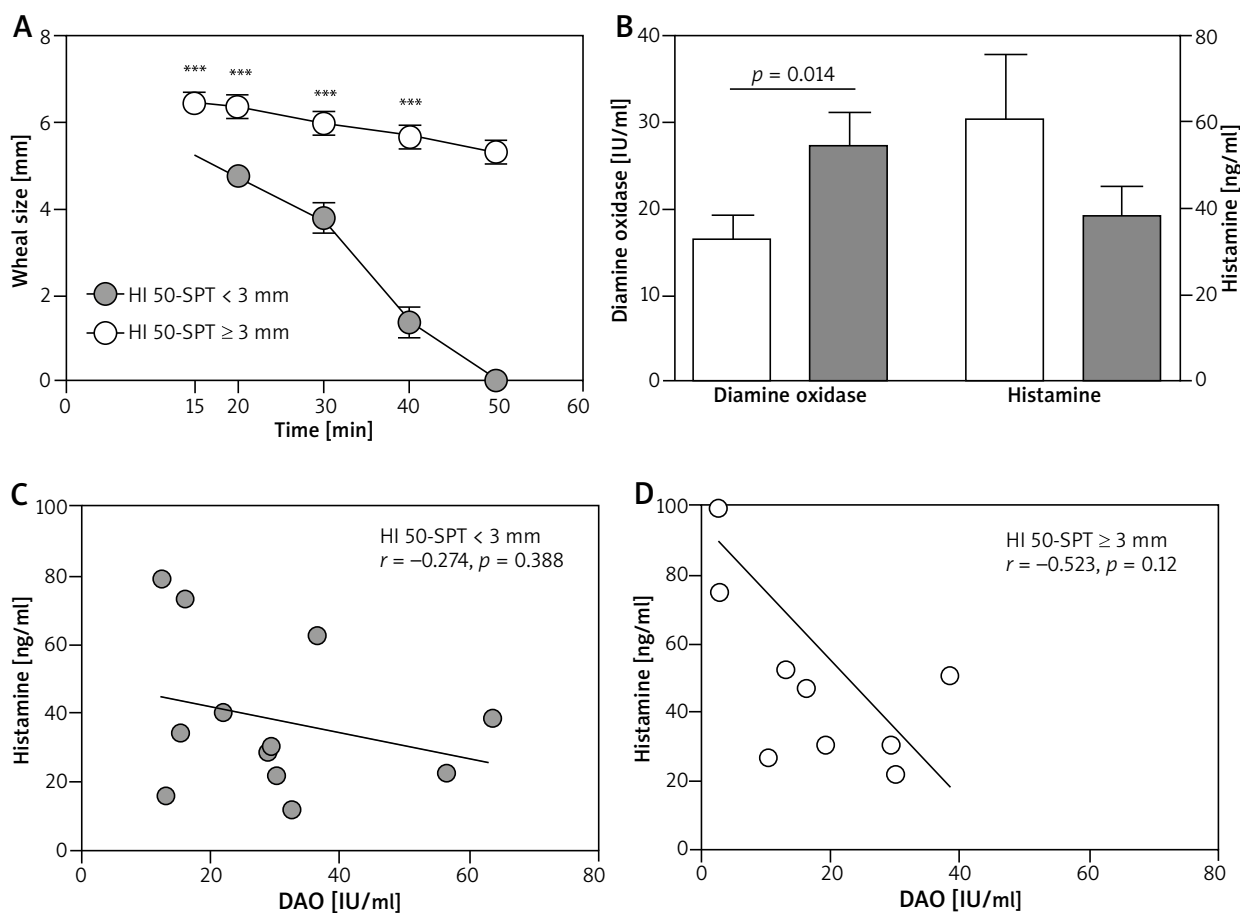 A
8
6
4
2
0
Wheal size [mm]
***
***
***
***
HI 50-SPT < 3 mm
HI 50-SPT ≥ 3 mm
0 15 20 30 40 50 60
Time [min]
B
40
30
20
10
0
Diamine oxidase [IU/ml]
p = 0.014
80
60
40
20
0
Histamine [ng/ml]
Diamine oxidase Histamine
C
100
80
60
40
20
0
Histamine [ng/ml]
HI 50-SPT < 3 mm
r = –0.274, p = 0.388
0 20 40 60 80
DAO [IU/ml]
D
100
80
60
40
20
0
Histamine [ng/ml]
HI 50-SPT ≥ 3 mm
r = –0.523, p = 0.12
0 20 40 60 80
DAO [IU/ml]